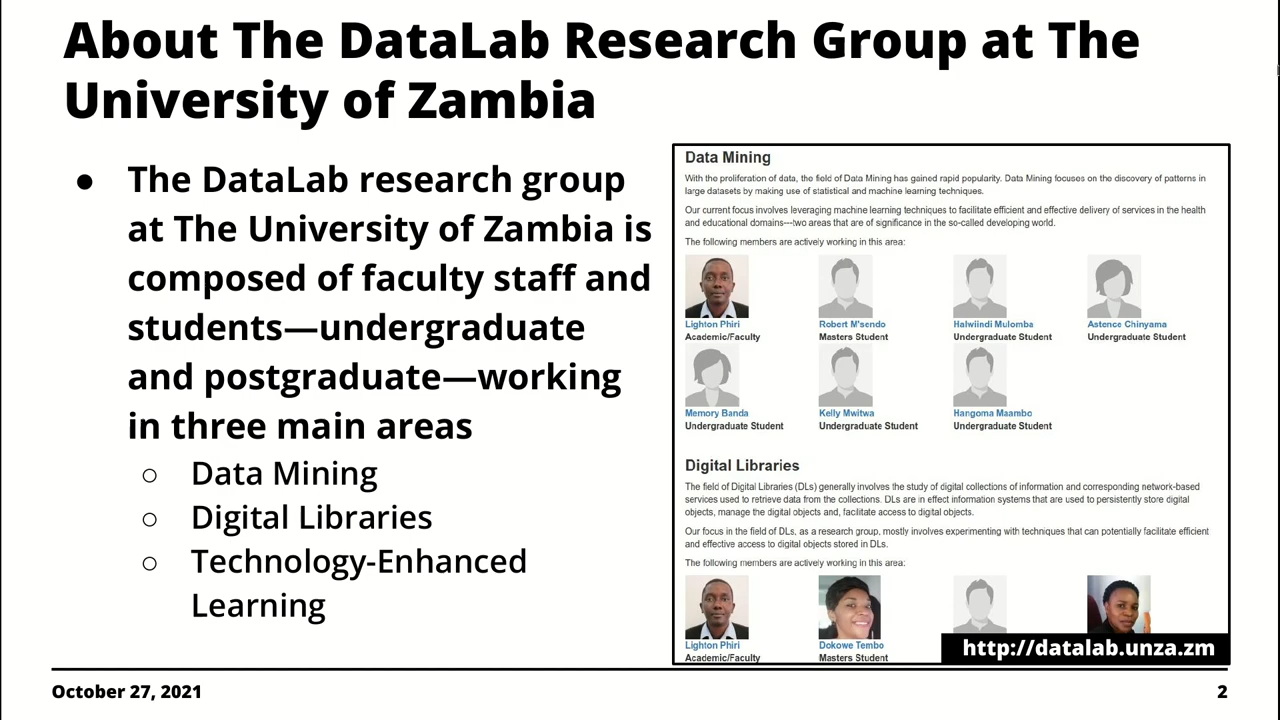 About The DataLab Research Group at The
University of Zambia
● The DataLab research group
at The University of Zambia is
composed of faculty staff and
students—undergraduate
and postgraduate—working
in three main areas
○ Data Mining
○ Digital Libraries
○ Technology-Enhanced
Learning
Data Mining
With the proliferation of data, the field of Data Mining has gained rapid popularity. Data Mining focuses on the discovery of patterns in
large datasets by making use of statistical and machine learning techniques.
Our current focus involves leveraging machine learning techniques to facilitate efficient and effective delivery of services in the health
and educational domains---two areas that are of significance in the so-called developing world.
The following members are actively working in this area:
Lighton Phiri Robert M'sendo Halwiindi Mulomba Astence Chinyama
Academic/Faculty Masters Student Undergraduate Student Undergraduate Student
Memory Banda Kelly Mwitwa Hangoma Maambo
Undergraduate Student Undergraduate Student Undergraduate Student
Digital Libraries
The field of Digital Libraries (DLs) generally involves the study of digital collections of information and corresponding network-based
services used to retrieve data from the collections. DLs are in effect information systems that are used to persistently store digital
objects, manage the digital objects and, facilitate access to digital objects.
Our focus in the field of DLs, as a research group, mostly involves experimenting with techniques that can potentially facilitate efficient
and effective access to digital objects stored in DLs.
The following members are actively working in this area:
Lighton Phiri Dokowe Tembo
Academic/Faculty Masters Student
http://datalab.unza.zm
October 27, 2021
2